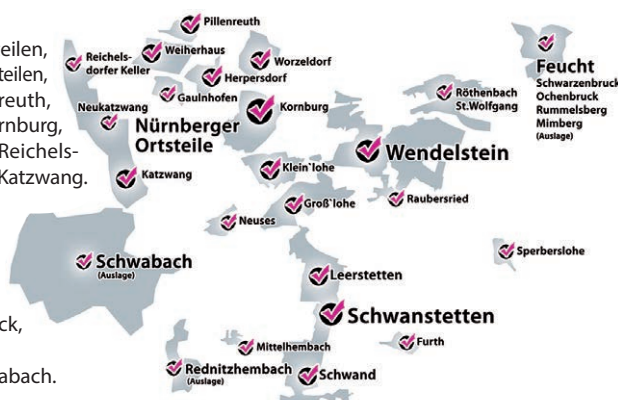 eilen,
teilen,
reuth,
rnburg,
Reichels-
Katzwang.
ck,
abach.
Pillenreuth
Reichels-
dorfer Keller
Weiherhaus
Worzeldorf
Herpersdorf
Gaulnhofen
Neukatzwang
Kornburg
Nürnberger
Ortsteile
Katzwang
Röthenbach
St.Wolfgang
Feucht
Schwarzenbruck
Ochenbruck
Rummelsberg
Mimberg
(Auslage)
Wendelstein
Klein`lohe
Groß`lohe
Raubersried
Neuses
Sperberslohe
Schwabach
(Auslage)
Leerstetten
Schwanstetten
Mittelhembach
Furth
Rednitzhembach
(Auslage)
Schwand